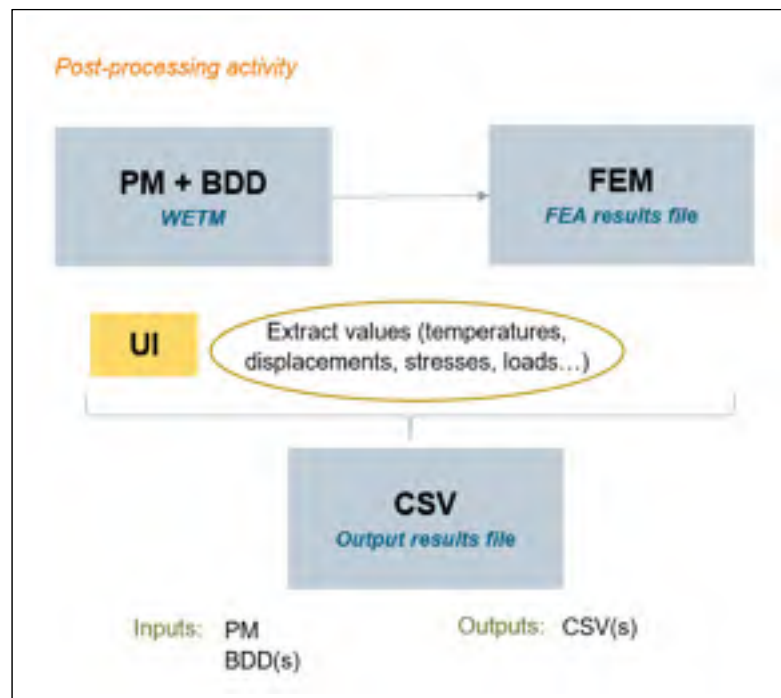 Post-processing activity
PM + BDD
WETM
FEM
FEA results file
UI
Extract values (temperatures,
displacements, stresses, loads...)
CSV
Output results file
Inputs: PM
BDD(s)
Outputs: CSV(s)